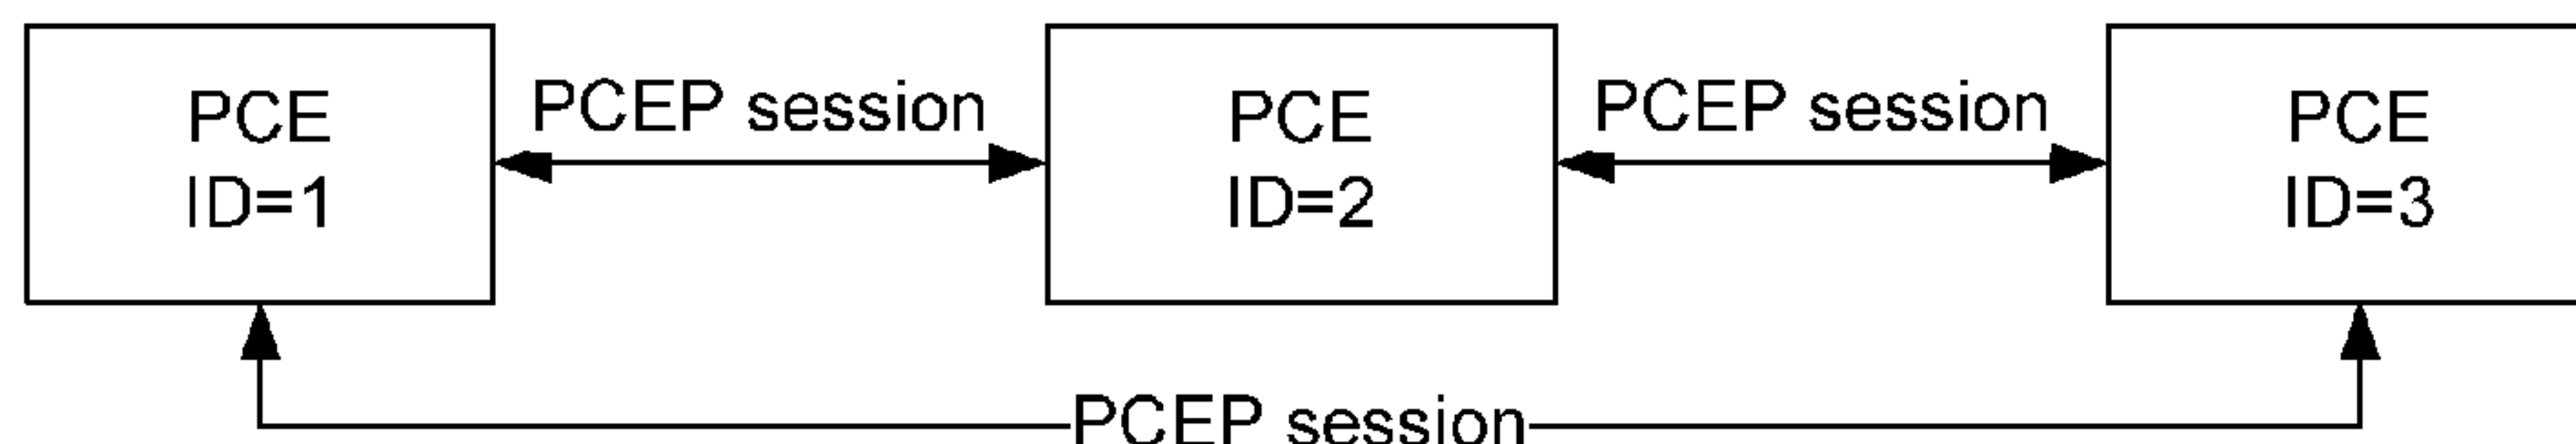 PCE
ID=1
PCEP session
PCE
ID=2
PCEP session
PCE
ID=3
PCEP session